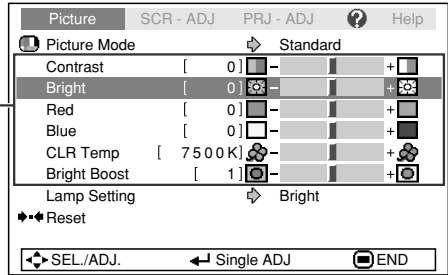 Picture SCR - ADJ PRJ - ADJ ? Help
Picture Mode Standard
Contrast [ 0] - +
Bright [ 0] - +
Red [ 0] - +
Blue [ 0] - +
CLR Temp [ 7500K] - +
Bright Boost [ 1] - +
Lamp Setting Bright
Reset
SEL./ADJ. Single ADJ END